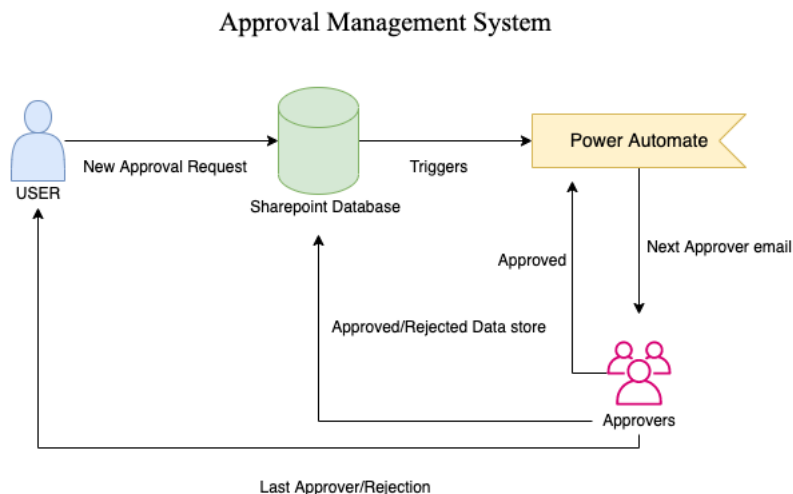 Approval Management System
Power Automate
New Approval Request
Triggers
USER
Sharepoint Database
Next Approver email
Approved
Approved/Rejected Data store
Approvers
Last Approver/Rejection